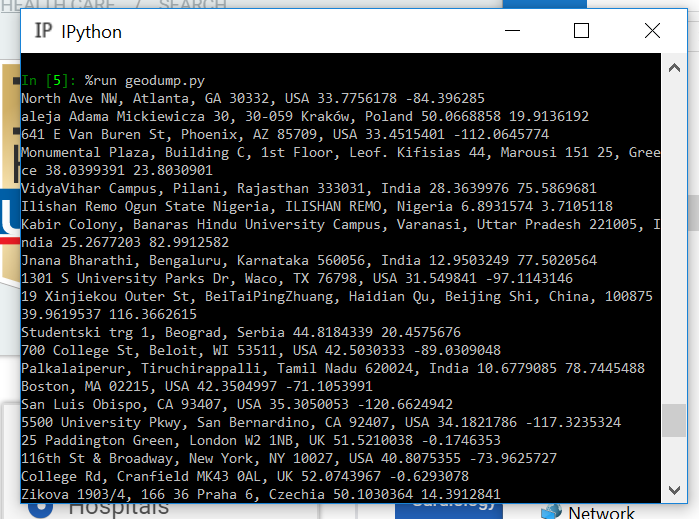 HEALTH CARE / SEARCH
IP IPython
In [5]: %run geodump.py
North Ave NW, Atlanta, GA 30332, USA 33.7756178 -84.396285
aleja Adama Mickiewicza 30, 30-059 Kraków, Poland 50.0668858 19.9136192
641 E Van Buren St, Phoenix, AZ 85709, USA 33.4515401 -112.0645774
Monumental Plaza, Building C, 1st Floor, Leof. Kifisias 44, Marousi 151 25, Gree
ce 38.0399391 23.8030901
VidyaVihar Campus, Pilani, Rajasthan 333031, India 28.3639976 75.5869681
Ilishan Remo Ogun State Nigeria, ILISHAN REMO, Nigeria 6.8931574 3.7105118
Kabir Colony, Banaras Hindu University Campus, Varanasi, Uttar Pradesh 221005, I
ndia 25.2677203 82.9912582
Jnana Bharathi, Bengaluru, Karnataka 560056, India 12.9503249 77.5020564
1301 S University Parks Dr, Waco, TX 76798, USA 31.549841 -97.1143146
19 Xinjiekou Outer St, BeiTaiPingZhuang, Haidian Qu, Beijing Shi, China, 100875
39.9619537 116.3662615
Studentski trg 1, Beograd, Serbia 44.8184339 20.4575676
700 College St, Beloit, WI 53511, USA 42.5030333 -89.0309048
Palkalaiperur, Tiruchirappalli, Tamil Nadu 620024, India 10.6779085 78.7445488
Boston, MA 02215, USA 42.3504997 -71.1053991
San Luis Obispo, CA 93407, USA 35.3050053 -120.6624942
5500 University Pkwy, San Bernardino, CA 92407, USA 34.1821786 -117.3235324
25 Paddington Green, London W2 1NB, UK 51.5210038 -0.1746353
116th St & Broadway, New York, NY 10027, USA 40.8075355 -73.9625727
College Rd, Cranfield MK43 0AL, UK 52.0743967 -0.6293078
Zikova 1903/4, 166 36 Praha 6, Czechia 50.1030364 14.3912841
Hospitals
Cardiology
Network